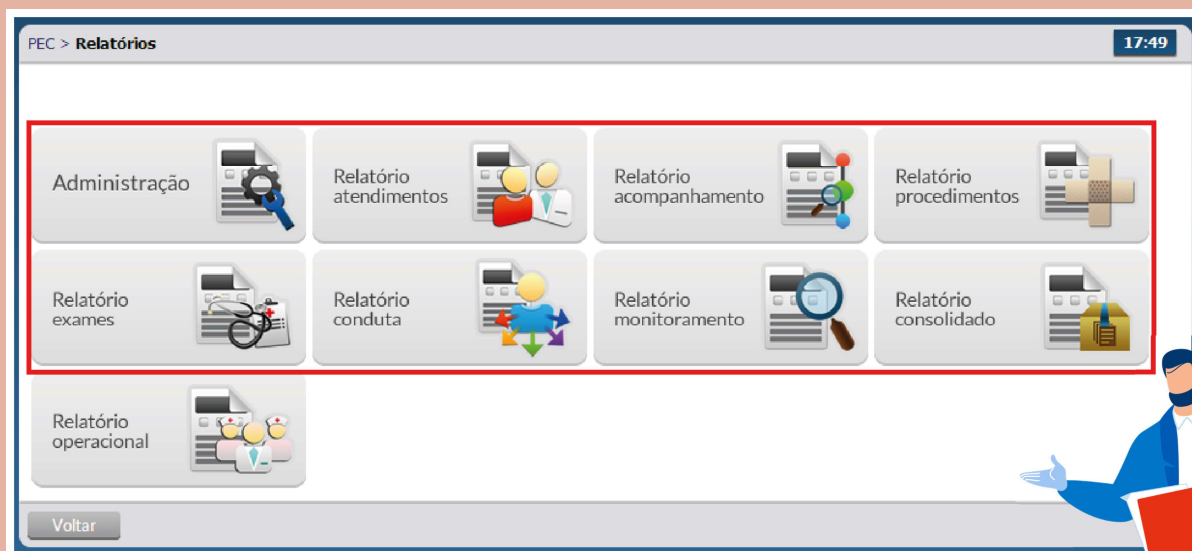 PEC > Relatórios
17:49
Administração
Relatório
atendimentos
Relatório
acompanhamento
Relatório
procedimentos
Relatório
exames
Relatório
conduta
Relatório
monitoramento
Relatório
consolidado
Relatório
operacional
Voltar